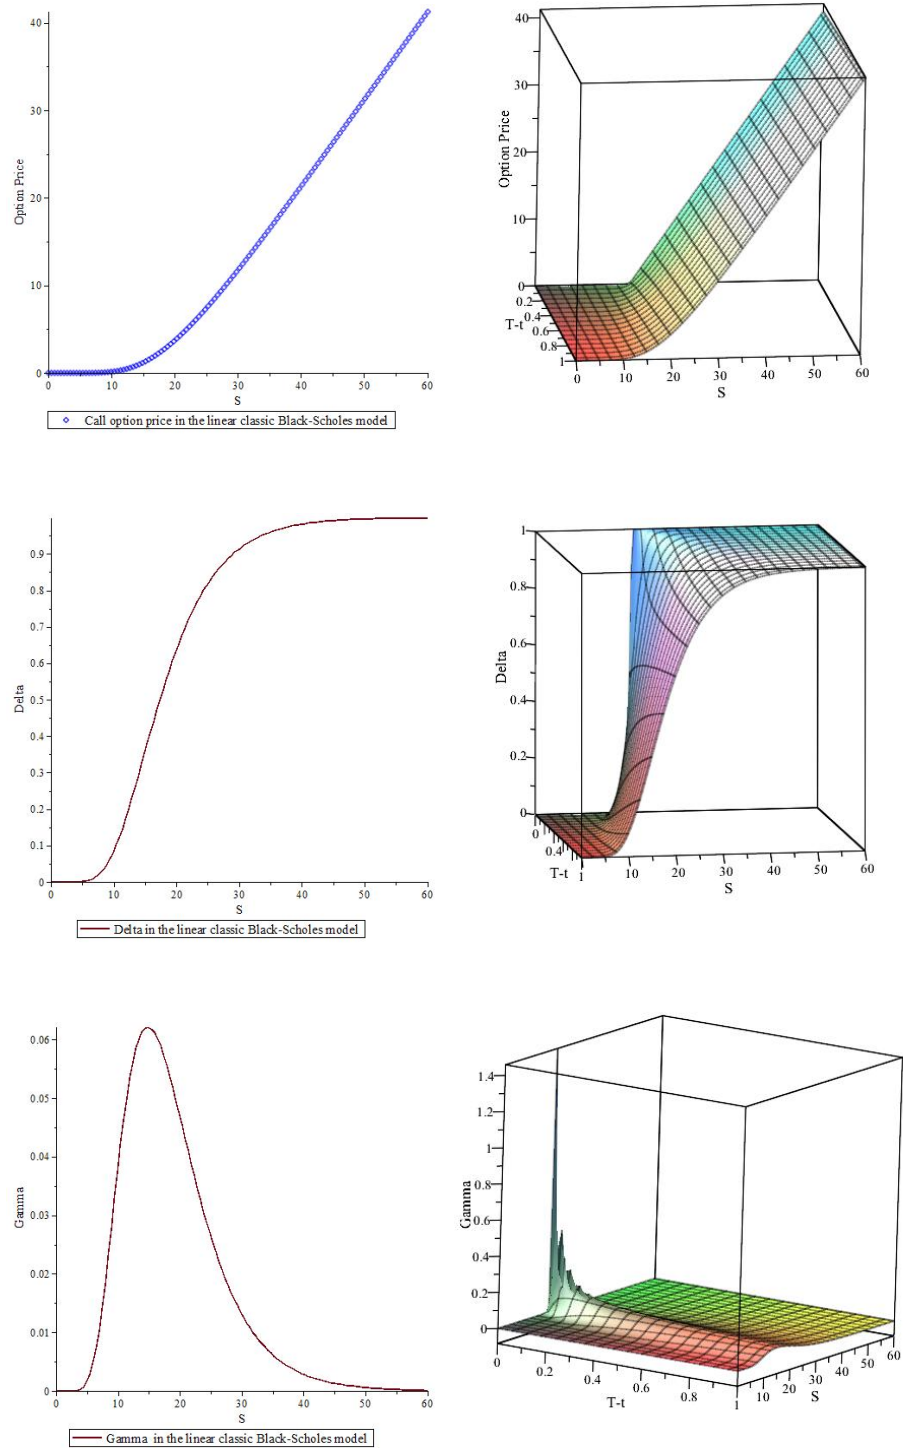 40
30
20
10
0
Option Price
0 10 20 30 40 50 60
S
Call option price in the linear classic Black-Scholes model
40
30
20
10
0
Option Price
0.2
0.4
0.6
0.8
1
T-t
0 10 20 30 40 50 60
S
0.9
0.8
0.7
0.6
0.5
0.4
0.3
0.2
0.1
0
Delta
0 10 20 30 40 50 60
S
Delta in the linear classic Black-Scholes model
1
0.8
0.6
0.4
0.2
0
Delta
0
0.4
1
T-t
10 20 30 40 50 60
S
0.06
0.05
0.04
0.03
0.02
0.01
0
Gamma
0 10 20 30 40 50 60
S
Gamma in the linear classic Black-Scholes model
1.4
1.2
1
0.8
0.6
0.4
0.2
0
Gamma
0 0.2 0.4 0.6 0.8 1
T-t
10 20 30 40 50 60
S